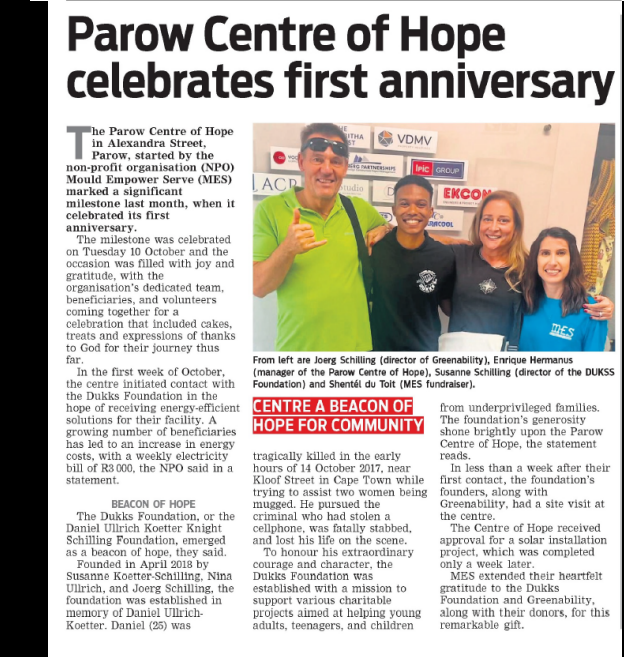 Parow Centre of Hope
celebrates first anniversary
The Parow Centre of Hope
in Alexandra Street,
Parow, started by the
non-profit organisation (NPO)
Mould Empower Serve (MES)
marked a significant
milestone last month, when it
celebrated its first
anniversary.
The milestone was celebrated
on Tuesday 10 October and the
occasion was filled with joy and
gratitude, with the
organisation's dedicated team,
beneficiaries, and volunteers
coming together for a
celebration that included cakes,
treats and expressions of thanks
to God for their journey thus
far.
In the first week of October,
the centre initiated contact with
the Dukks Foundation in the
hope of receiving energy-efficient
solutions for their facility. A
growing number of beneficiaries
has led to an increase in energy
costs, with a weekly electricity
bill of R3 000, the NPO said in a
statement.
BEACON OF HOPE
The Dukks Foundation, or the
Daniel Ullrich Koetter Knight
Schilling Foundation, emerged
as a beacon of hope, they said.
Founded in April 2018 by
Susanne Koetter-Schilling, Nina
Ullrich, and Joerg Schilling, the
foundation was established in
memory of Daniel Ullrich-
Koetter. Daniel (25) was
VDMV
PARTNERSHIPS
IPIC GROUP
ACR
studio
EKCON
ERACOOL
MES
From left are Joerg Schilling (director of Greenability), Enrique Hermanus
(manager of the Parow Centre of Hope), Susanne Schilling (director of the DUKSS
Foundation) and Shentél du Toit (MES fundraiser).
CENTRE A BEACON OF
HOPE FOR COMMUNITY
tragically killed in the early
hours of 14 October 2017, near
Kloof Street in Cape Town while
trying to assist two women being
mugged. He pursued the
criminal who had stolen a
cellphone, was fatally stabbed,
and lost his life on the scene.
To honour his extraordinary
courage and character, the
Dukks Foundation was
established with a mission to
support various charitable
projects aimed at helping young
adults, teenagers, and children
from underprivileged families.
The foundation's generosity
shone brightly upon the Parow
Centre of Hope, the statement
reads.
In less than a week after their
first contact, the foundation's
founders, along with
Greenability, had a site visit at
the centre.
The Centre of Hope received
approval for a solar installation
project, which was completed
only a week later.
MES extended their heartfelt
gratitude to the Dukks
Foundation and Greenability,
along with their donors, for this
remarkable gift.